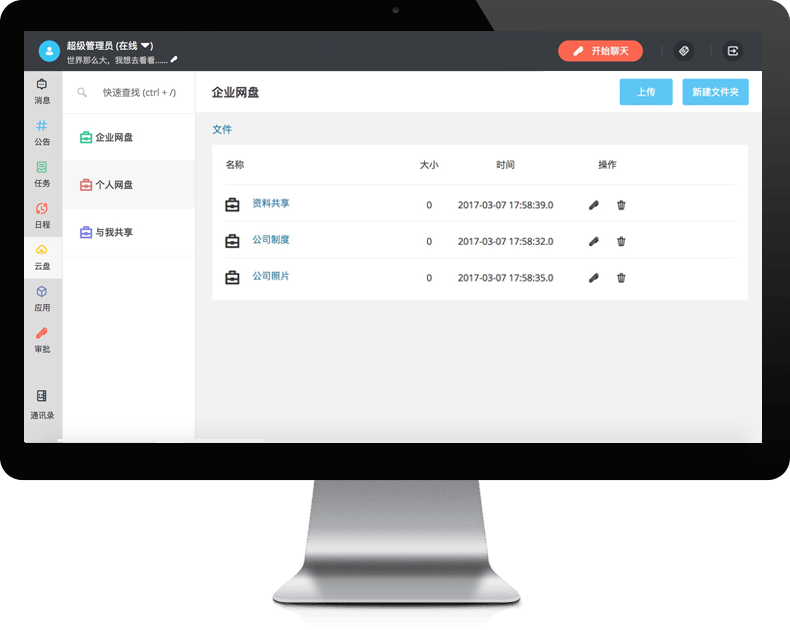 超级管理员 (在线 ▼)
世界那么大，我想去看看......
开始聊天
消息
公告
任务
日程
云盘
应用
审批
通讯录
快速查找 (ctrl + /)
企业网盘
个人网盘
与我共享
企业网盘
上传
新建文件夹
文件
名称 大小 时间 操作
资料共享 0 2017-03-07 17:58:39.0
公司制度 0 2017-03-07 17:58:32.0
公司照片 0 2017-03-07 17:58:35.0